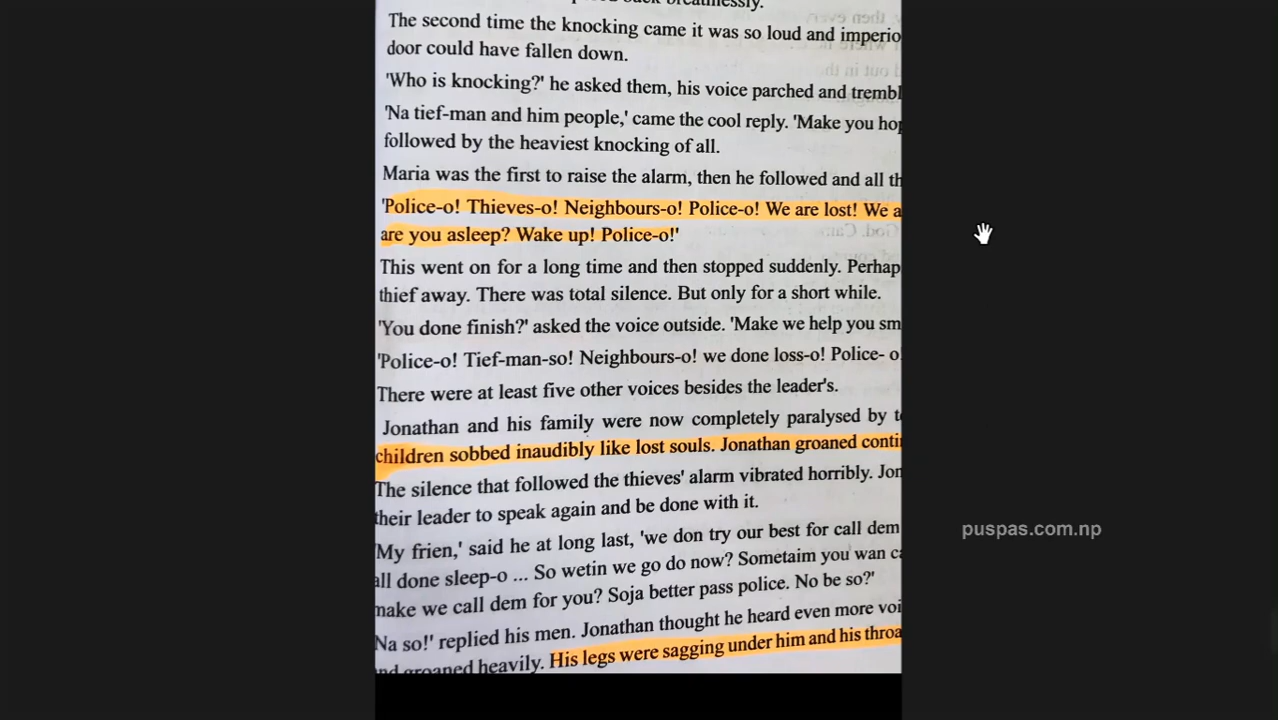 breathlessly.
The second time the knocking came it was so loud and imperio
door could have fallen down.
'Who is knocking?' he asked them, his voice parched and trembl
'Na tief-man and him people,' came the cool reply. 'Make you hop
followed by the heaviest knocking of all.
Maria was the first to raise the alarm, then he followed and all th
'Police-o! Thieves-o! Neighbours-o! Police-o! We are lost! We a
are you asleep? Wake up! Police-o!'
This went on for a long time and then stopped suddenly. Perhap
thief away. There was total silence. But only for a short while.
'You done finish?' asked the voice outside. 'Make we help you sm
'Police-o! Tief-man-so! Neighbours-o! we done loss-o! Police- o
There were at least five other voices besides the leader's.
Jonathan and his family were now completely paralysed by t
children sobbed inaudibly like lost souls. Jonathan groaned conti
The silence that followed the thieves' alarm vibrated horribly. Jon
their leader to speak again and be done with it.
'My frien,' said he at long last, 'we don try our best for call dem
all done sleep-o ... So wetin we go do now? Sometaim you wan ca
make we call dem for you? Soja better pass police. No be so?'
Na so!' replied his men. Jonathan thought he heard even more voi
nd groaned heavily. His legs were sagging under him and his throa
puspas.com.np